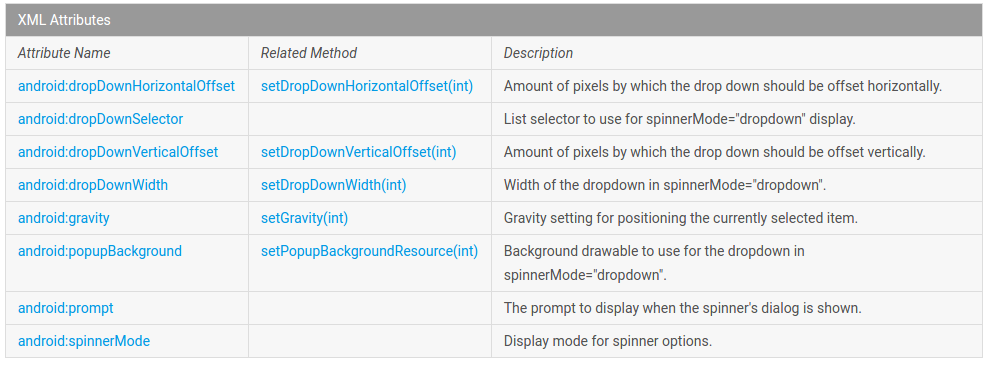 XML Attributes
Attribute Name Related Method Description
android:dropDownHorizontalOffset setDropDownHorizontalOffset(int) Amount of pixels by which the drop down should be offset horizontally.
android:dropDownSelector List selector to use for spinnerMode="dropdown" display.
android:dropDownVerticalOffset setDropDownVerticalOffset(int) Amount of pixels by which the drop down should be offset vertically.
android:dropDownWidth setDropDownWidth(int) Width of the dropdown in spinnerMode="dropdown".
android:gravity setGravity(int) Gravity setting for positioning the currently selected item.
android:popupBackground setPopupBackgroundResource(int) Background drawable to use for the dropdown in
spinnerMode="dropdown".
android:prompt The prompt to display when the spinner's dialog is shown.
android:spinnerMode Display mode for spinner options.